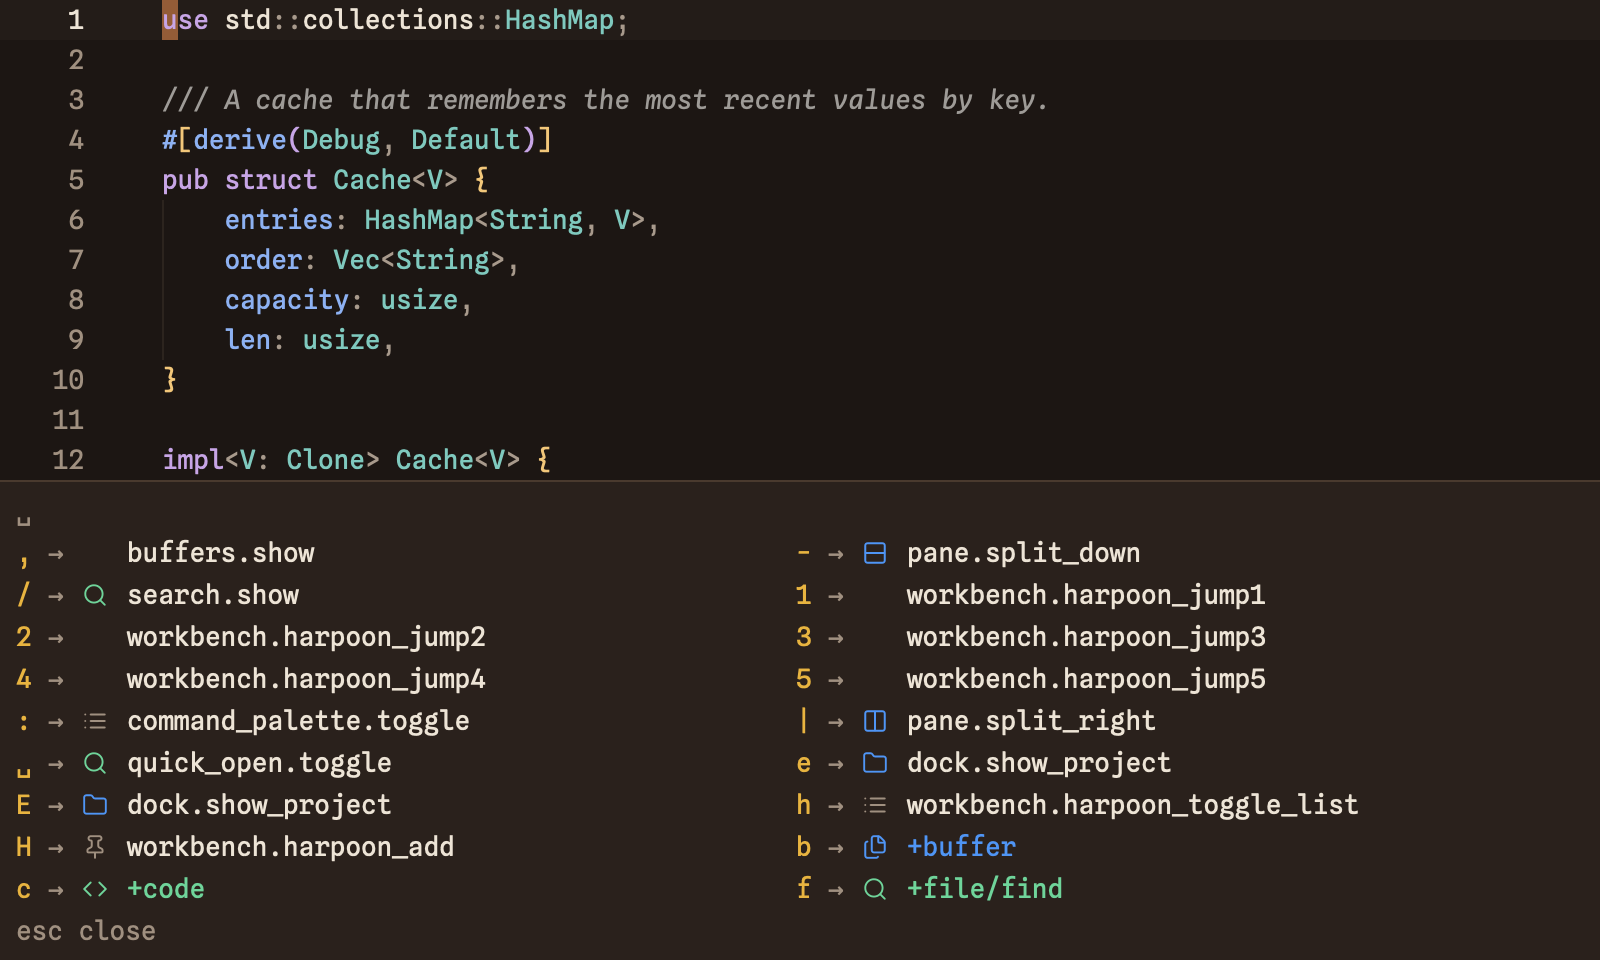 1 use std::collections::HashMap;
2
3 /// A cache that remembers the most recent values by key.
4 #[derive(Debug, Default)]
5 pub struct Cache<V> {
6     entries: HashMap<String, V>,
7     order: Vec<String>,
8     capacity: usize,
9     len: usize,
10 }
11
12 impl<V: Clone> Cache<V> {
␣
, → buffers.show - → pane.split_down
/ → search.show 1 → workbench.harpoon_jump1
2 → workbench.harpoon_jump2 3 → workbench.harpoon_jump3
4 → workbench.harpoon_jump4 5 → workbench.harpoon_jump5
: → command_palette.toggle | → pane.split_right
␣ → quick_open.toggle e → dock.show_project
E → dock.show_project h → workbench.harpoon_toggle_list
H → workbench.harpoon_add b → +buffer
c → +code f → +file/find
esc close